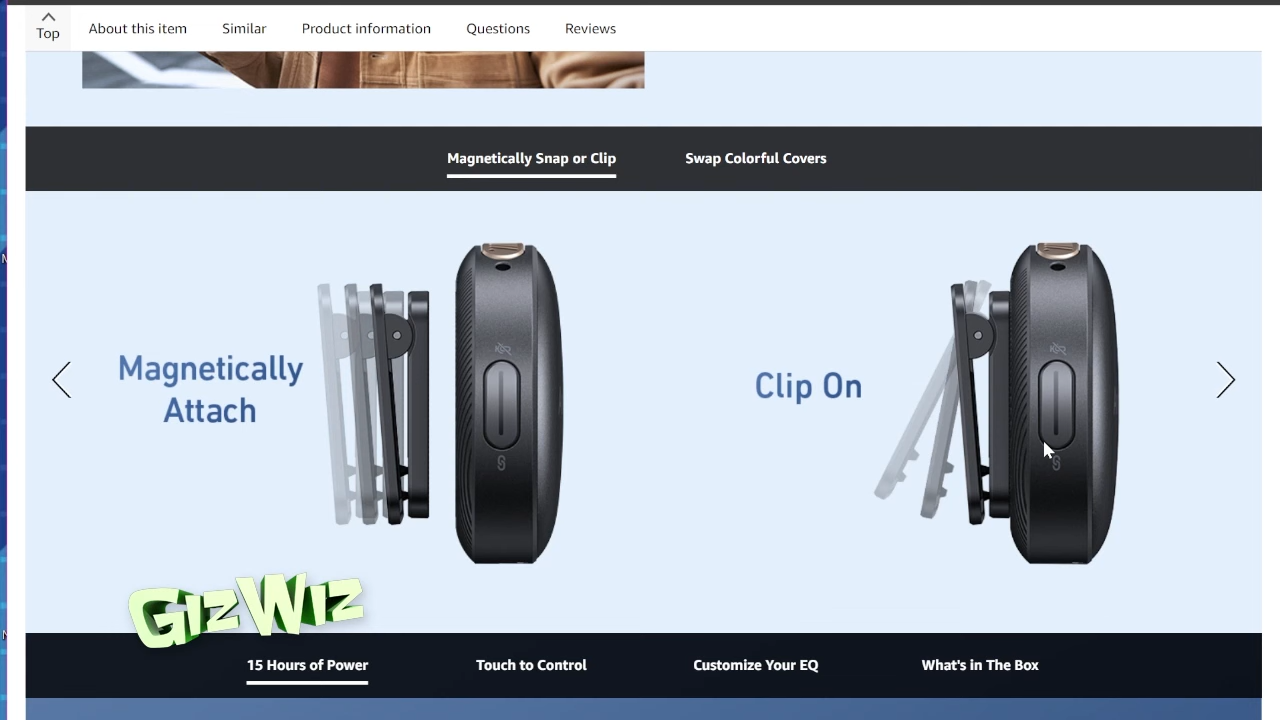 Top
About this item
Similar
Product information
Questions
Reviews
Magnetically Snap or Clip
Swap Colorful Covers
Magnetically
Attach
Clip On
GizWiz
15 Hours of Power
Touch to Control
Customize Your EQ
What's in The Box